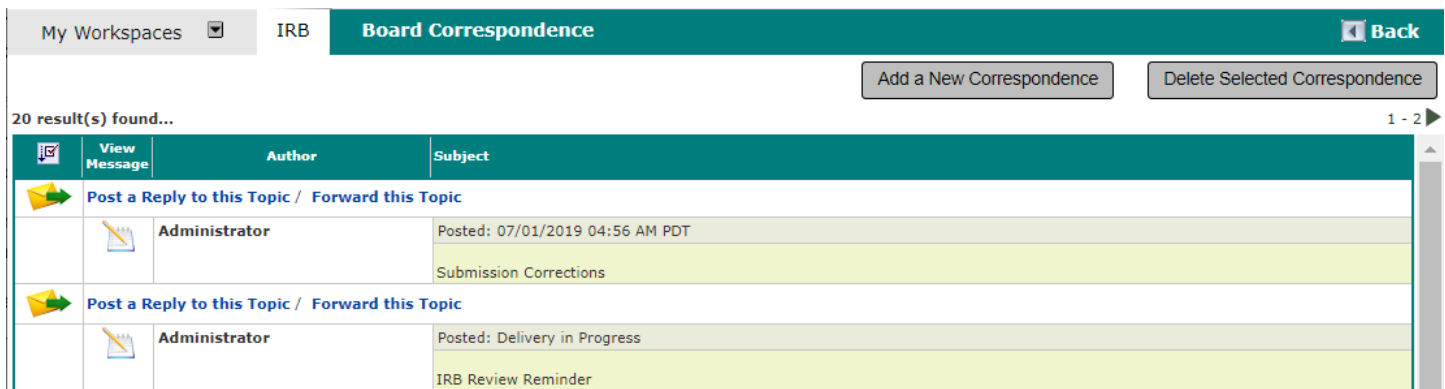 My Workspaces IRB Board Correspondence Back
Add a New Correspondence Delete Selected Correspondence
20 result(s) found... 1 - 2
View Message Author Subject
Post a Reply to this Topic / Forward this Topic
Administrator Posted: 07/01/2019 04:56 AM PDT
Submission Corrections
Post a Reply to this Topic / Forward this Topic
Administrator Posted: Delivery in Progress
IRB Review Reminder